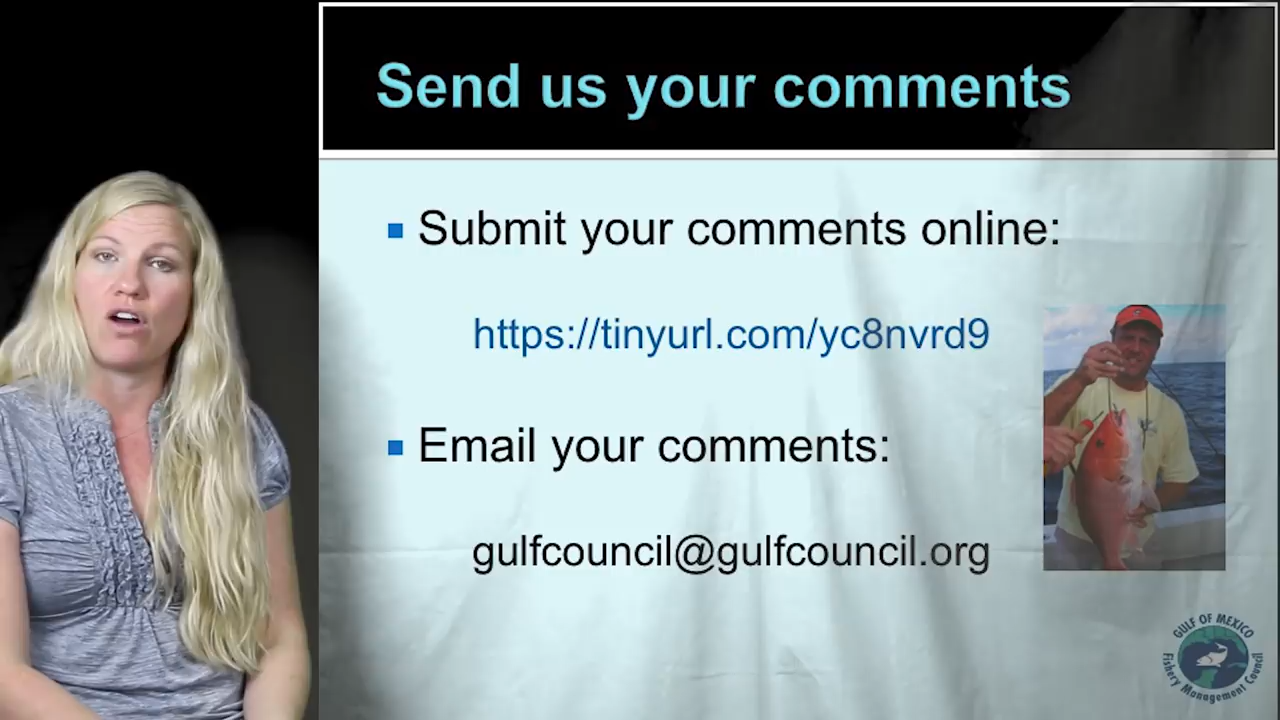 Send us your comments
Submit your comments online:
https://tinyurl.com/yc8nvrd9
Email your comments:
gulfcouncil@gulfcouncil.org
GULF OF MEXICO
Fishery Management Council